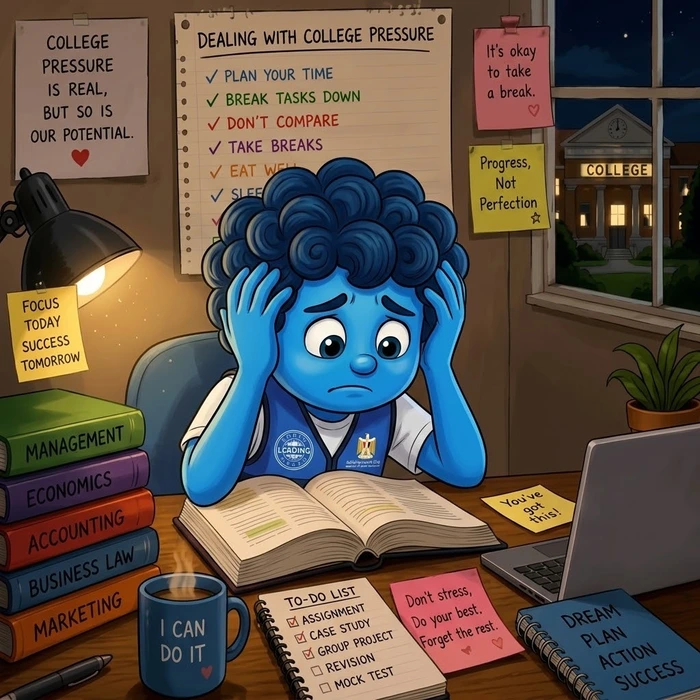 COLLEGE
PRESSURE
IS REAL,
BUT SO IS
OUR POTENTIAL.
DEALING WITH COLLEGE PRESSURE
PLAN YOUR TIME
BREAK TASKS DOWN
DON'T COMPARE
TAKE BREAKS
EAT WELL
It's okay
to take
a break.
Progress,
Not
Perfection
COLLEGE
FOCUS
TODAY
SUCCESS
TOMORROW
MANAGEMENT
ECONOMICS
ACCOUNTING
BUSINESS LAW
MARKETING
LCADING
You've
got
this!
I CAN
DO IT
TO-DO LIST
ASSIGNMENT
CASE STUDY
GROUP PROJECT
REVISION
MOCK TEST
Don't stress,
Do your best.
Forget the rest.
DREAM
PLAN
ACTION
SUCCESS